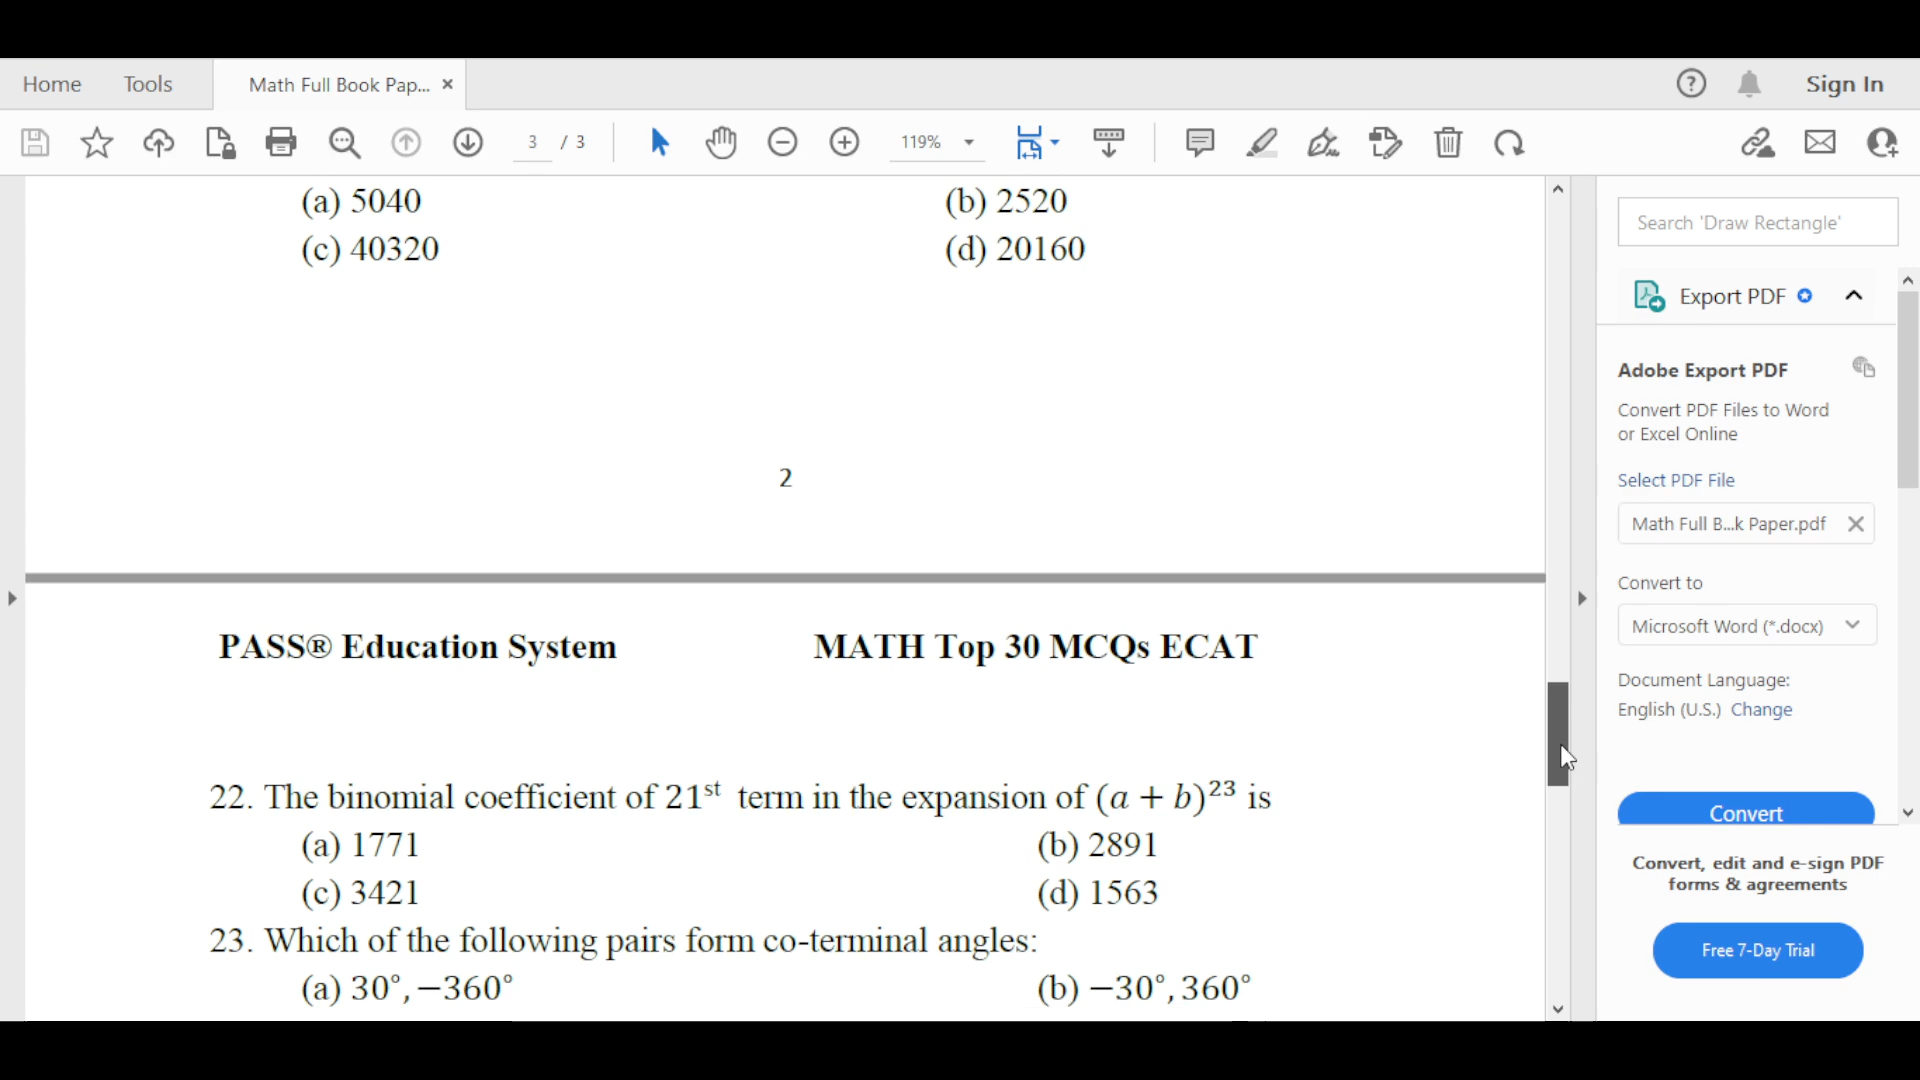 Home Tools Math Full Book Pap... × Sign In
3 / 3 119%
(a) 5040 (b) 2520
(c) 40320 (d) 20160
2
PASS® Education System MATH Top 30 MCQs ECAT
22. The binomial coefficient of 21st term in the expansion of (a + b)²³ is
(a) 1771 (b) 2891
(c) 3421 (d) 1563
23. Which of the following pairs form co-terminal angles:
(a) 30°, −360° (b) −30°, 360°
Search 'Draw Rectangle'
Export PDF
Adobe Export PDF
Convert PDF Files to Word
or Excel Online
Select PDF File
Math Full B...k Paper.pdf
Convert to
Microsoft Word (*.docx)
Document Language:
English (U.S.) Change
Convert
Convert, edit and e-sign PDF
forms & agreements
Free 7-Day Trial